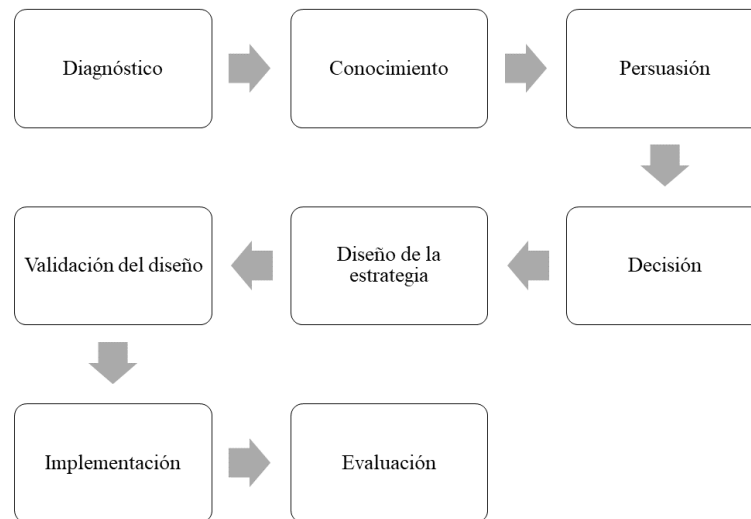 Diagnóstico
Conocimiento
Persuasión
Decisión
Diseño de la
estrategia
Validación del diseño
Implementación
Evaluación